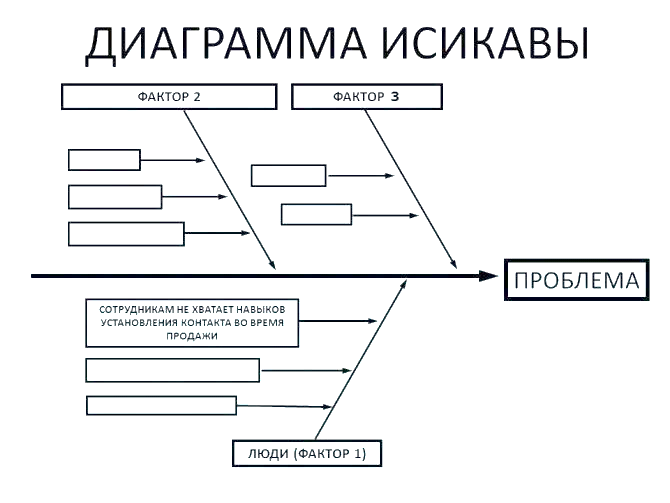 ДИАГРАММА ИСИКАВЫ
ФАКТОР 2
ФАКТОР 3
ПРОБЛЕМА
СОТРУДНИКАМ НЕ ХВАТАЕТ НАВЫКОВ
УСТАНОВЛЕНИЯ КОНТАКТА ВО ВРЕМЯ
ПРОДАЖИ
ЛЮДИ (ФАКТОР 1)